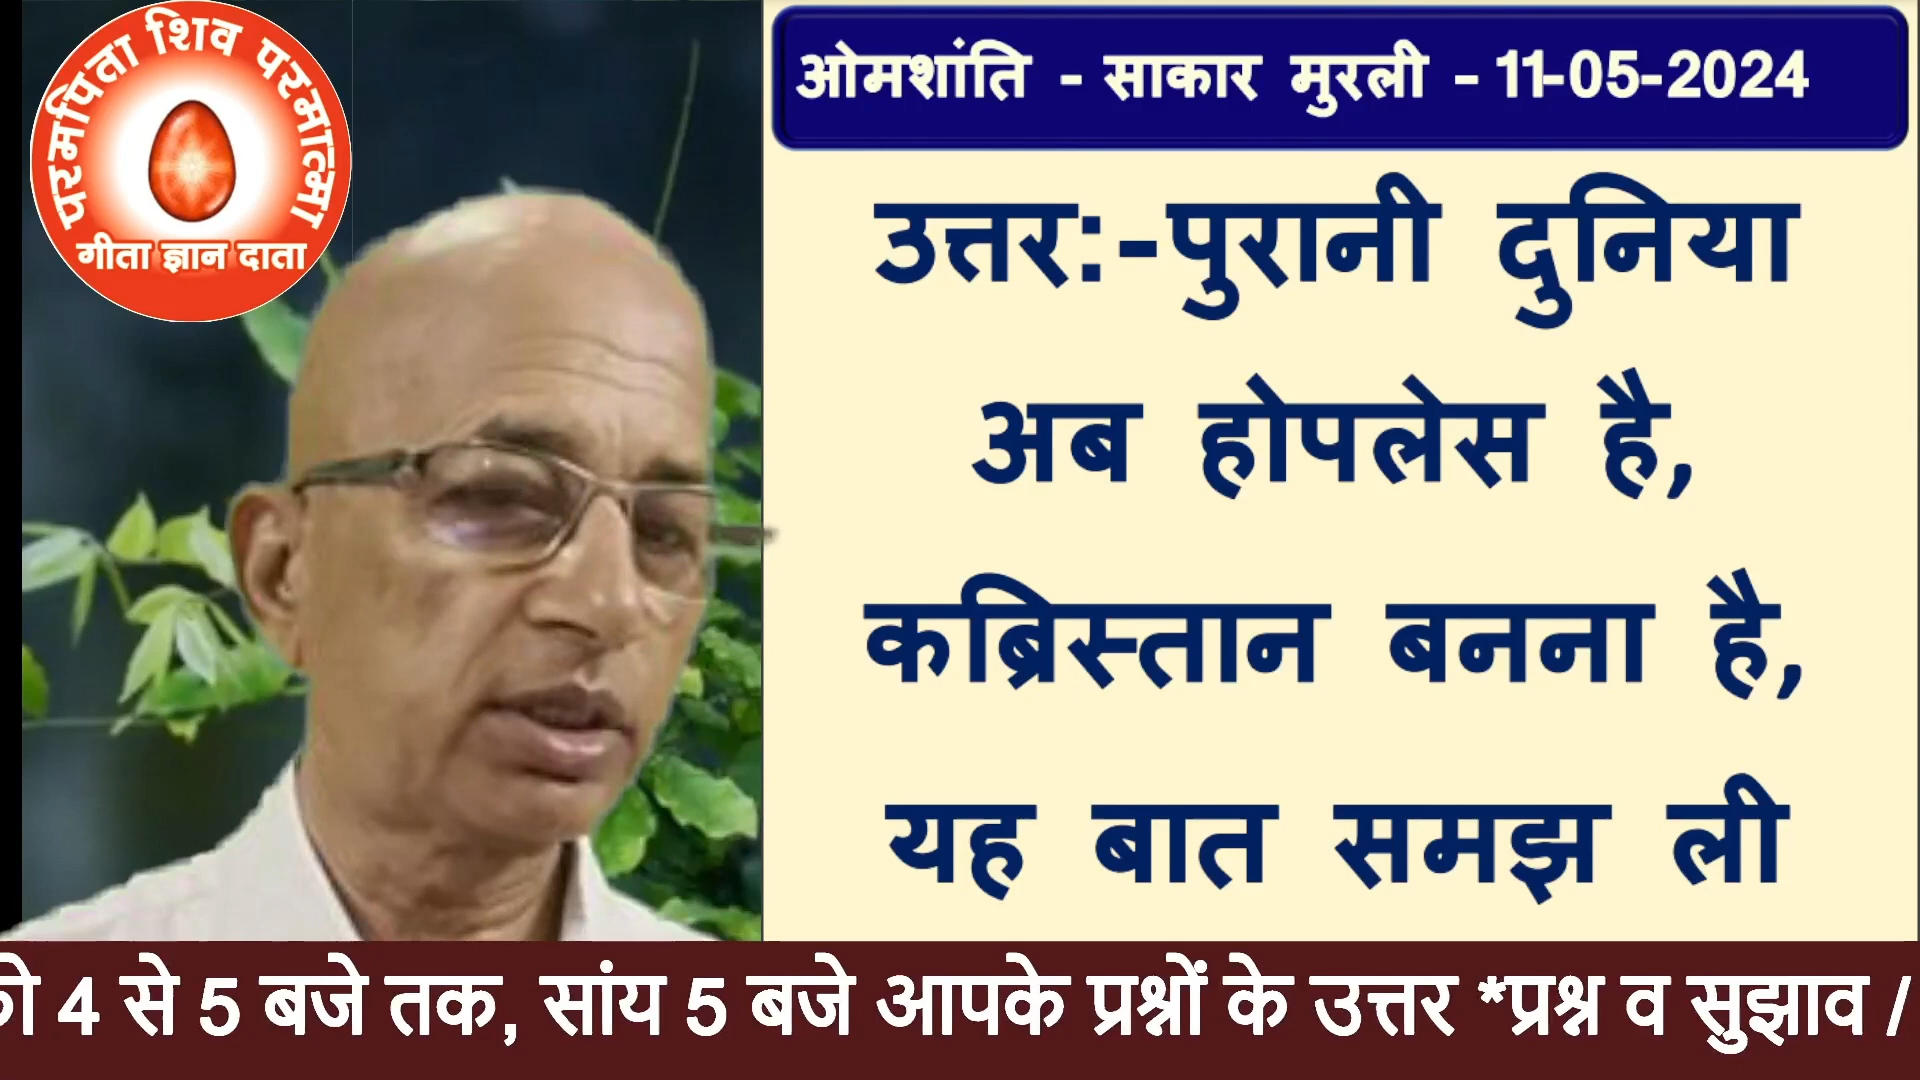 परमपिता शिव परमात्मा
गीता ज्ञान दाता
ओमशांति - साकार मुरली - 11-05-2024
उत्तर:-पुरानी दुनिया
अब होपलेस है,
कब्रिस्तान बनना है,
यह बात समझ ली
4 से 5 बजे तक, सांय 5 बजे आपके प्रश्नों के उत्तर *प्रश्न व सुझाव /